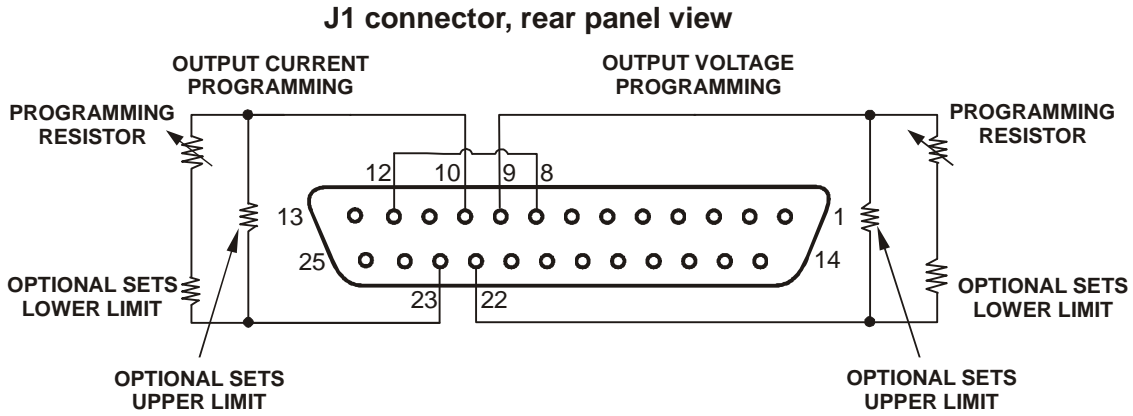 J1 connector, rear panel view
OUTPUT CURRENT
PROGRAMMING
OUTPUT VOLTAGE
PROGRAMMING
PROGRAMMING
RESISTOR
PROGRAMMING
RESISTOR
12
10
9
8
13
1
25
14
23
22
OPTIONAL SETS
LOWER LIMIT
OPTIONAL SETS
LOWER LIMIT
OPTIONAL SETS
UPPER LIMIT
OPTIONAL SETS
UPPER LIMIT